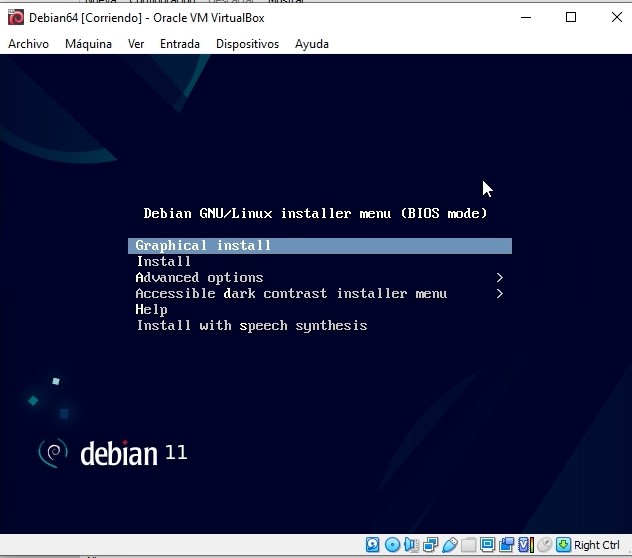 Debian64 [Corriendo] - Oracle VM VirtualBox
Archivo Máquina Ver Entrada Dispositivos Ayuda
Debian GNU/Linux installer menu (BIOS mode)
Graphical install
Install
Advanced options >
Accessible dark contrast installer menu >
Help
Install with speech synthesis
debian 11
Right Ctrl